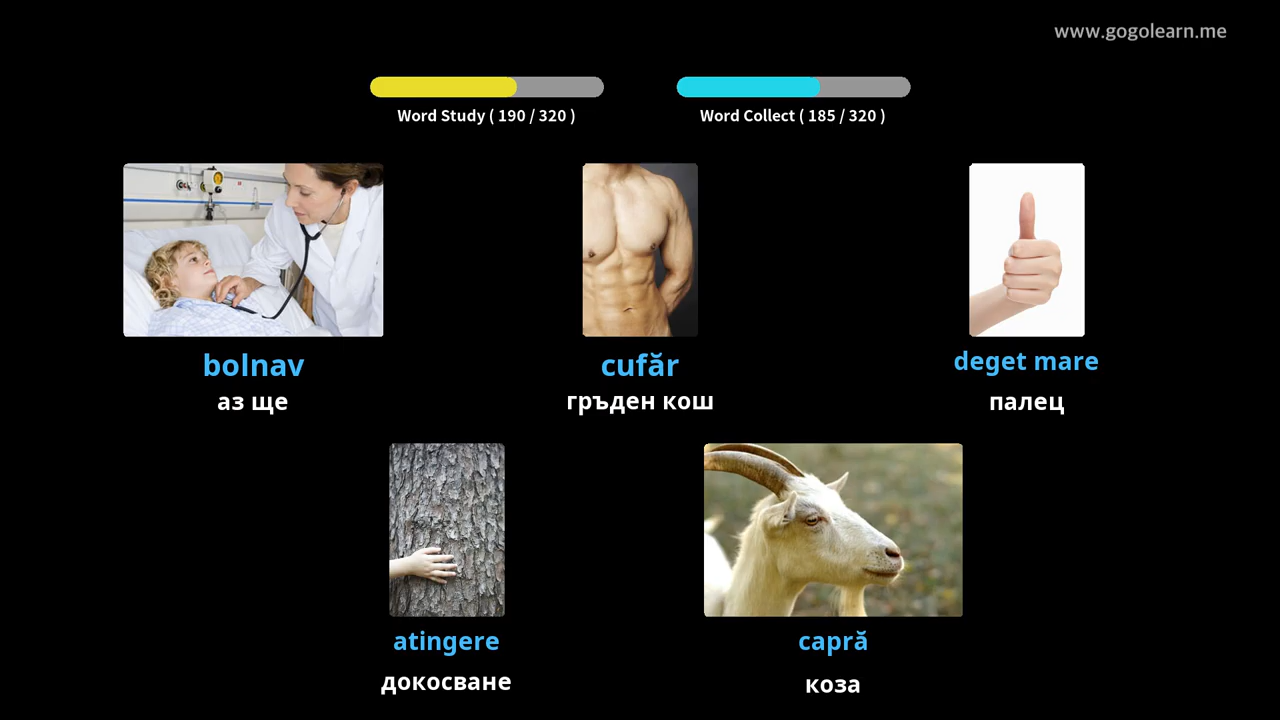 www.gogolearn.me
Word Study ( 190 / 320 )
Word Collect ( 185 / 320 )
bolnav
cufăr
deget mare
аз ще
гръден кош
палец
atingere
capră
докосване
коза